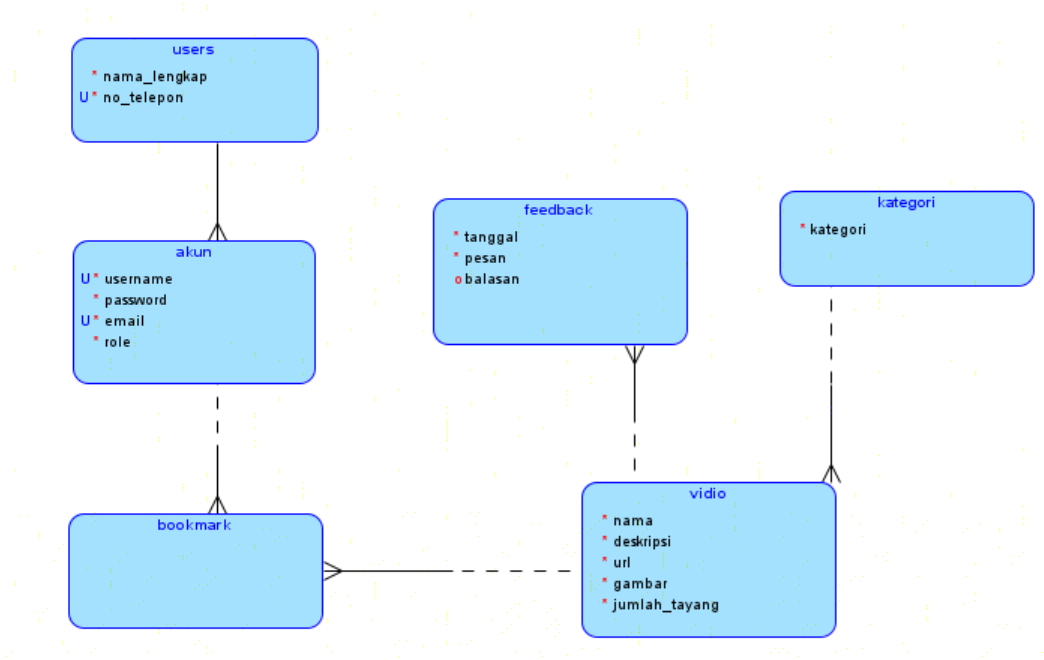 users
* nama_lengkap
U * no_telepon
akun
U * username
* password
U * email
* role
feedback
* tanggal
* pesan
o balasan
kategori
* kategori
bookmark
vidio
* nama
* deskripsi
* url
* gambar
* jumlah_tayang